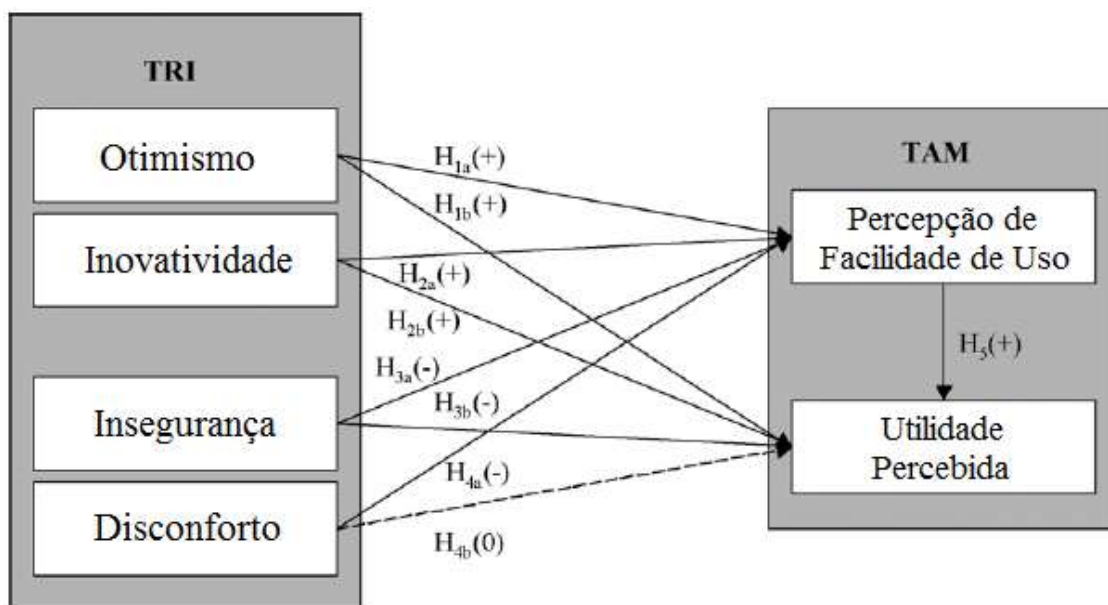 TRI
Otimismo
Inovatividade
Insegurança
Disconforto
H1a(+)
H1b(+)
H2a(+)
H2b(+)
H3a(-)
H3b(-)
H4a(-)
H4b(0)
TAM
Percepção de
Facilidade de Uso
H5(+)
Utilidade
Percebida